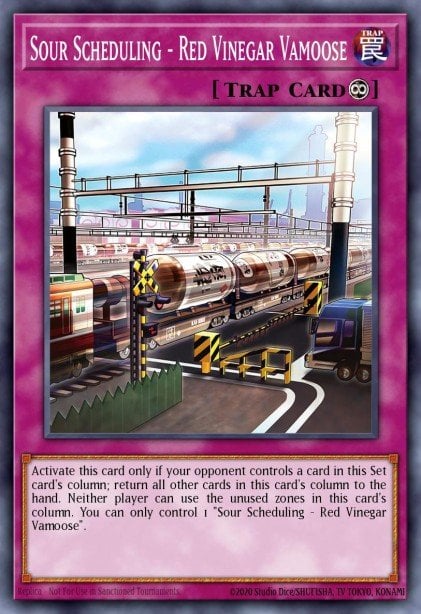 Sour Scheduling - Red Vinegar Vamoose
TRAP
罠
[Trap Card♾]
Activate this card only if your opponent controls a card in this Set
card's column; return all other cards in this card's column to the
hand. Neither player can use the unused zones in this card's
column. You can only control 1 "Sour Scheduling - Red Vinegar
Vamoose".
Replica - Not For Use in Sanctioned Tournaments
©2020 Studio Dice/SHUEISHA, TV TOKYO, KONAMI